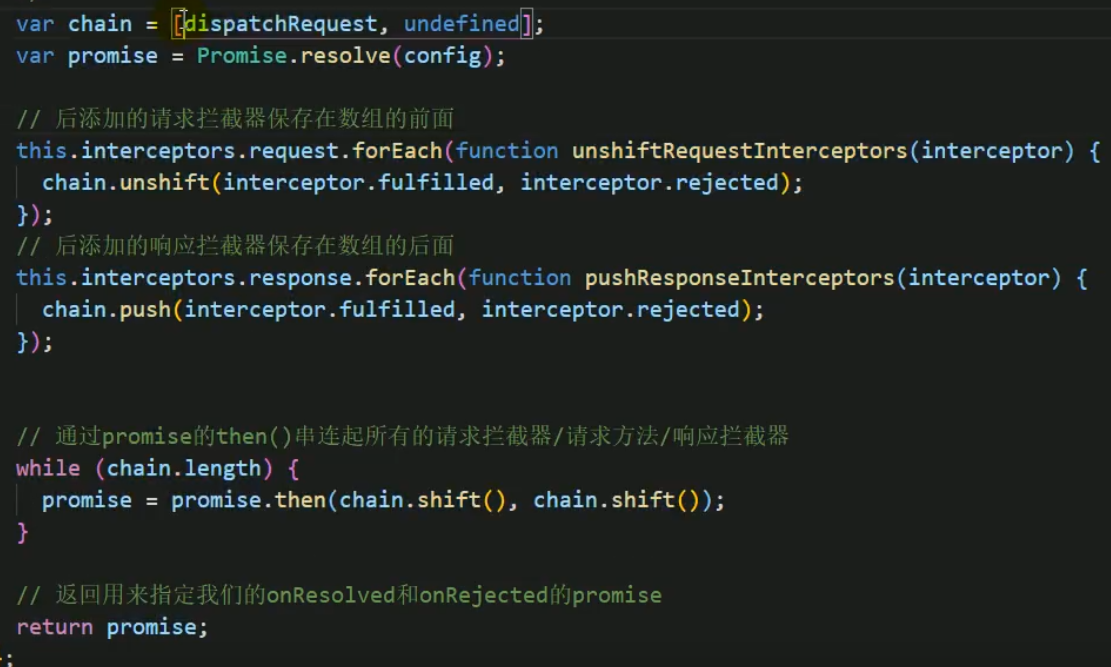 var chain = [dispatchRequest, undefined];
var promise = Promise.resolve(config);
// 后添加的请求拦截器保存在数组的前面
this.interceptors.request.forEach(function unshiftRequestInterceptors(interceptor) {
chain.unshift(interceptor.fulfilled, interceptor.rejected);
});
// 后添加的响应拦截器保存在数组的后面
this.interceptors.response.forEach(function pushResponseInterceptors(interceptor) {
chain.push(interceptor.fulfilled, interceptor.rejected);
});
// 通过promise的then()串连起所有的请求拦截器/请求方法/响应拦截器
while (chain.length) {
promise = promise.then(chain.shift(), chain.shift());
}
// 返回用来指定我们的onResolved和onRejected的promise
return promise;
};